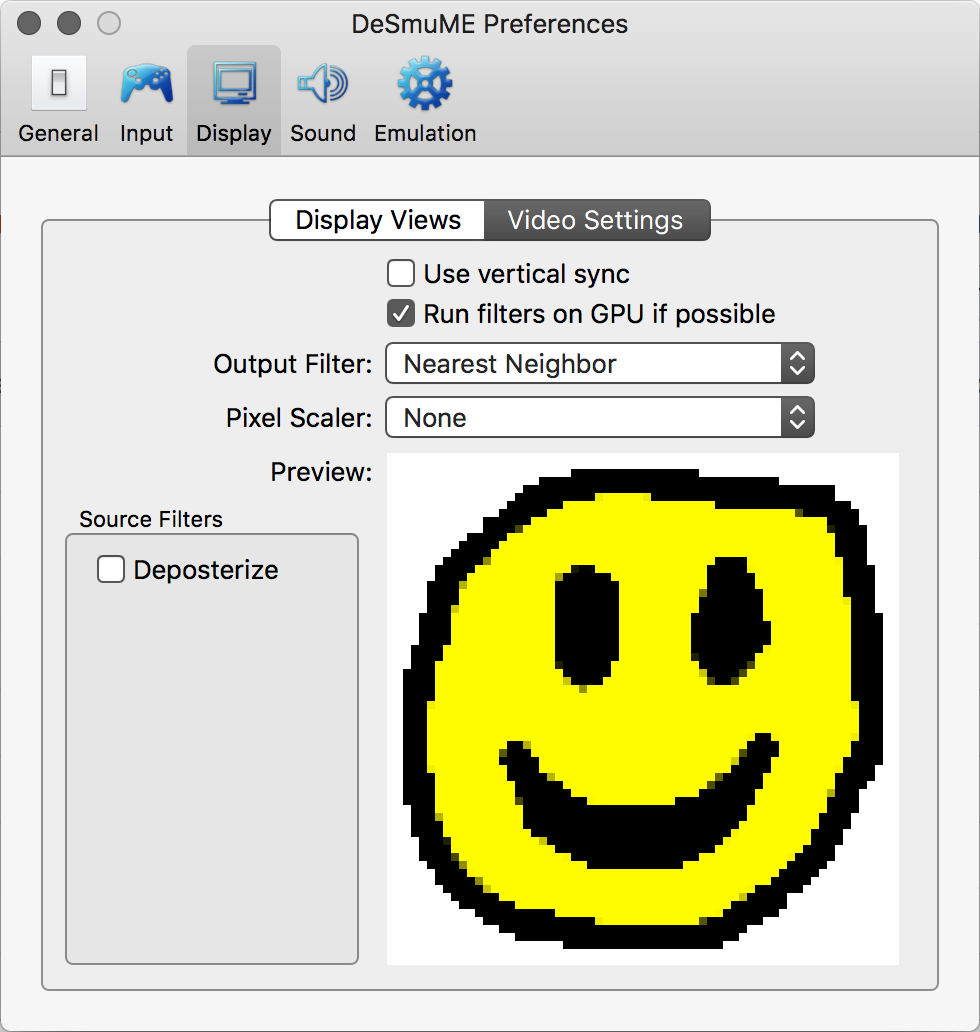 DeSmuME Preferences
General Input Display Sound Emulation
Display Views Video Settings
Use vertical sync
Run filters on GPU if possible
Output Filter: Nearest Neighbor
Pixel Scaler: None
Preview:
Source Filters
Deposterize